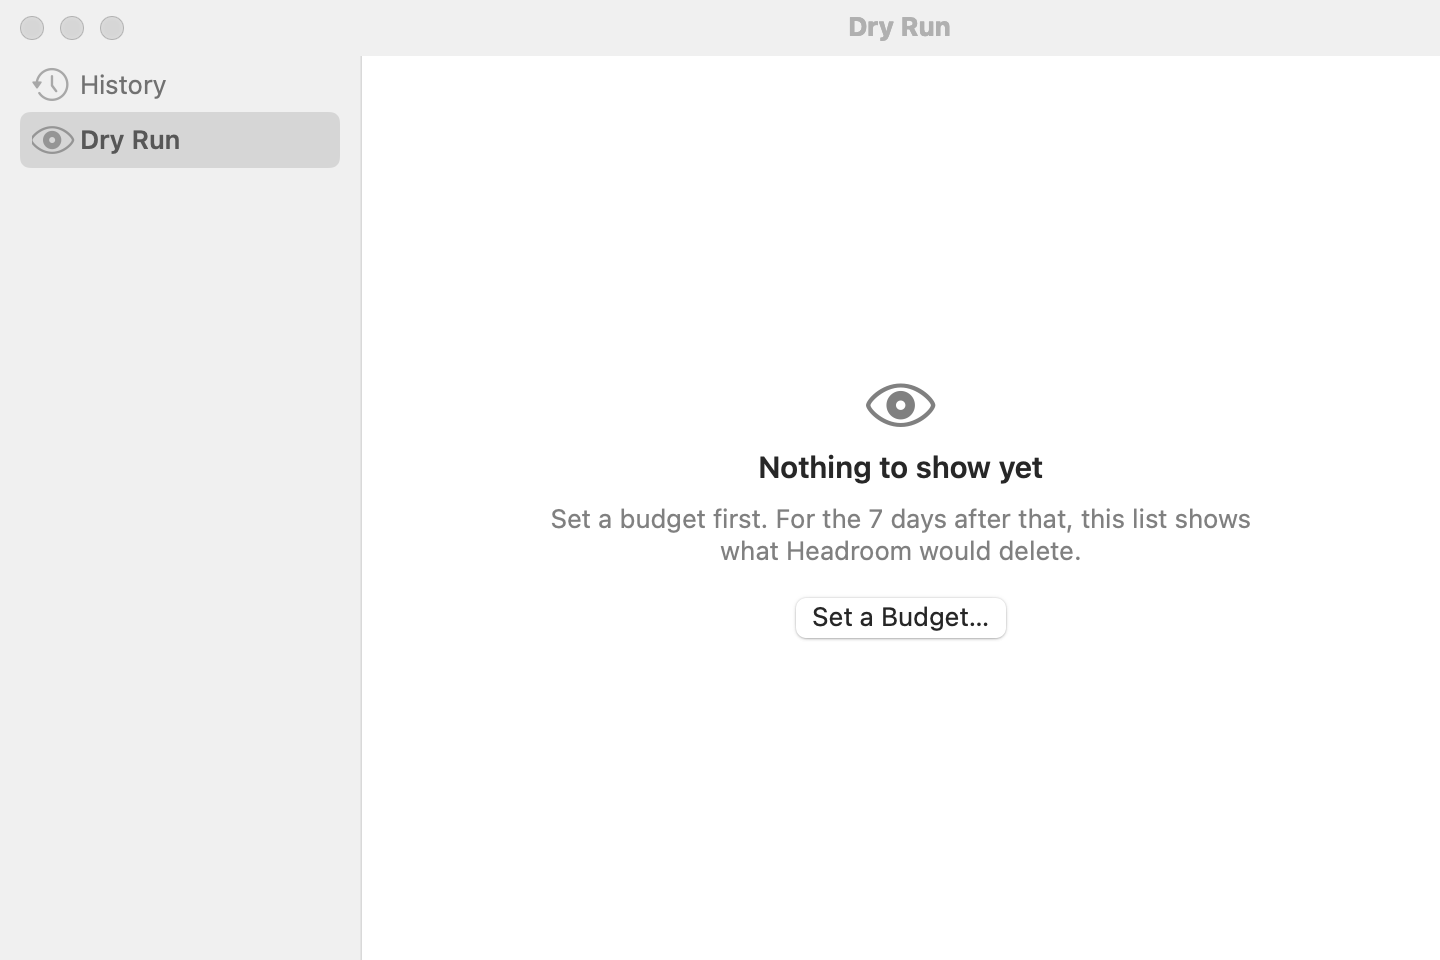 Dry Run
History
Dry Run
Nothing to show yet
Set a budget first. For the 7 days after that, this list shows
what Headroom would delete.
Set a Budget...